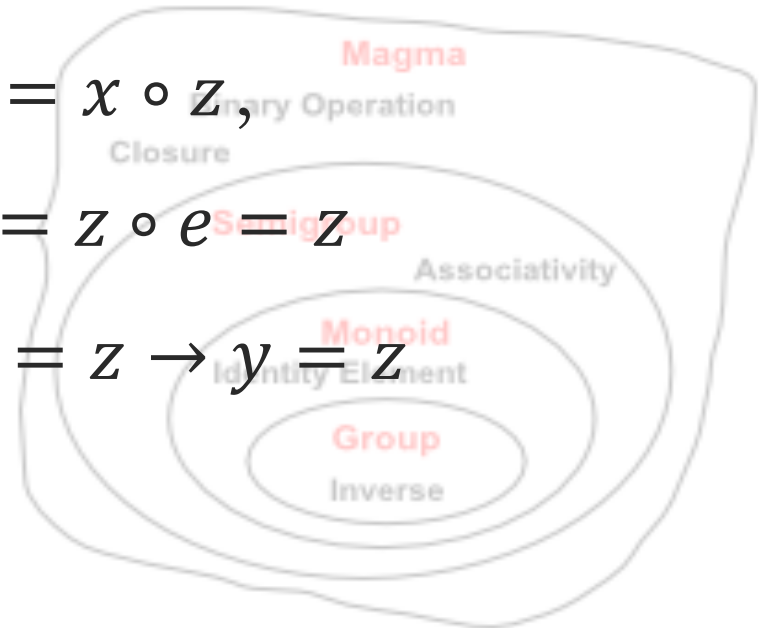 Magma
= x ∘ z,
Binary Operation
Closure
= z ∘ e = z
Semigroup
Associativity
Monoid
= z → y = z
Identity Element
Group
Inverse